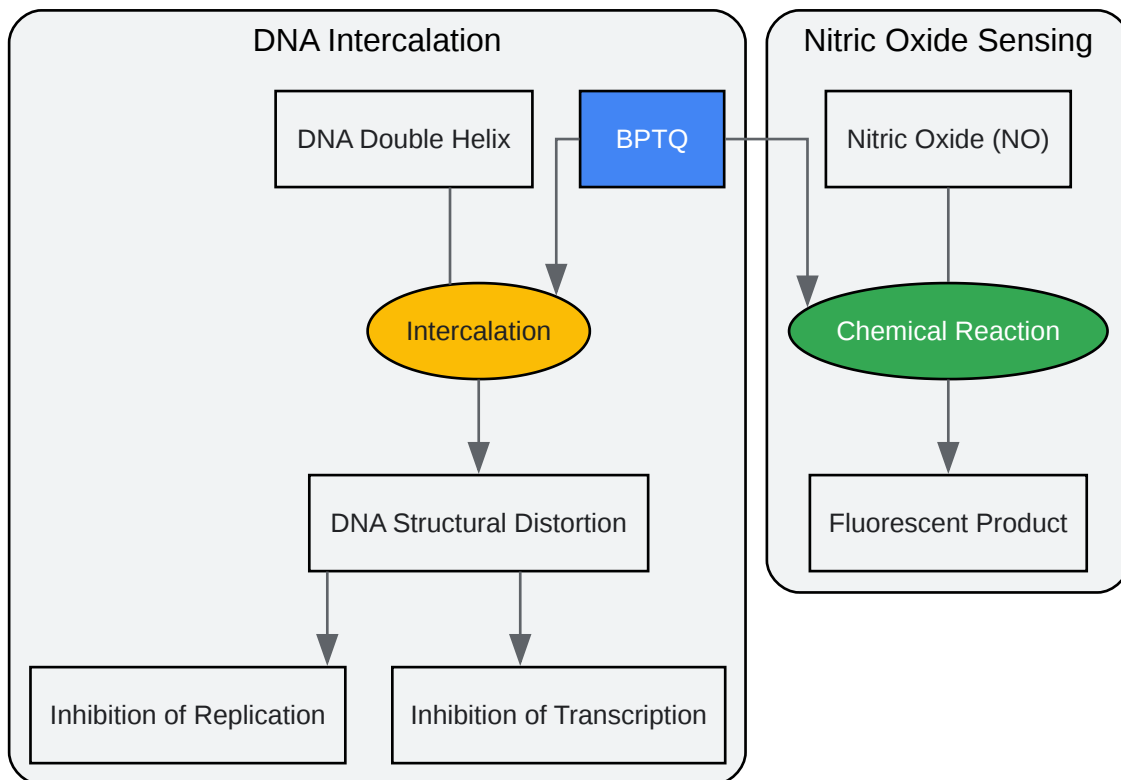 DNA Intercalation
Nitric Oxide Sensing
DNA Double Helix
BPTQ
Nitric Oxide (NO)
Intercalation
Chemical Reaction
DNA Structural Distortion
Fluorescent Product
Inhibition of Replication
Inhibition of Transcription